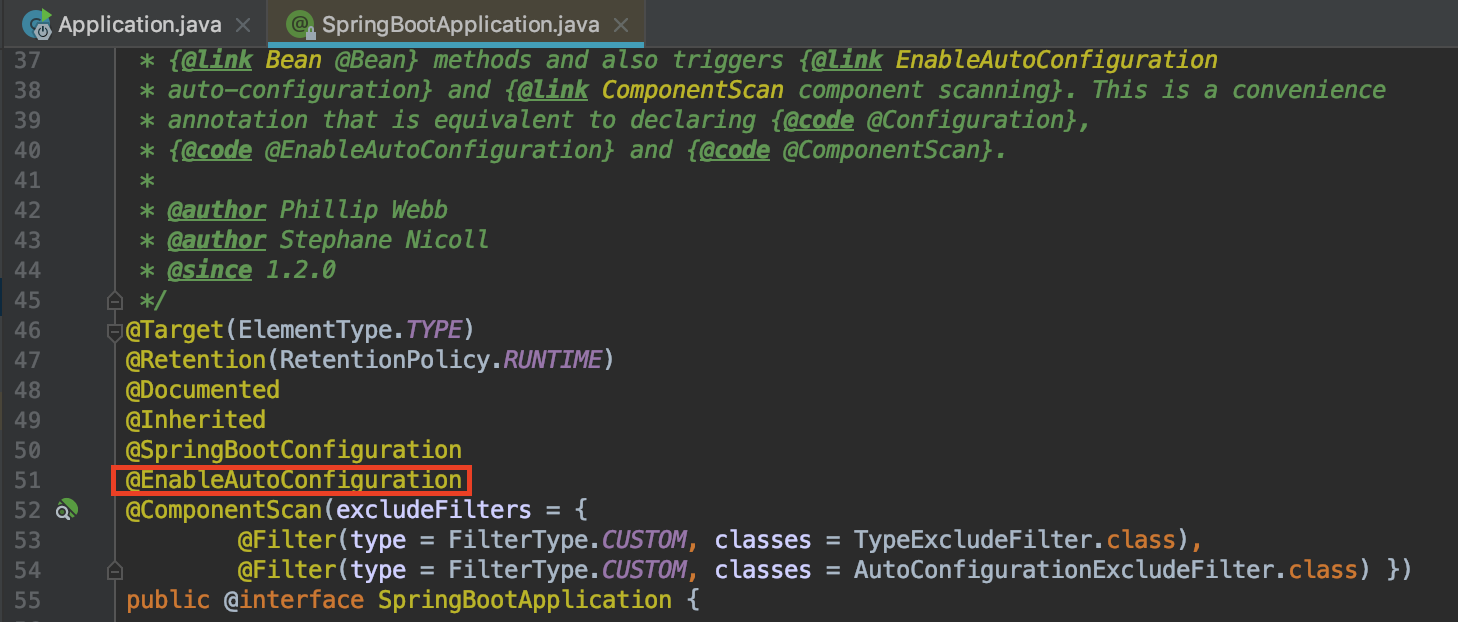 Application.java SpringBootApplication.java
37 * {@link Bean @Bean} methods and also triggers {@link EnableAutoConfiguration
38 * auto-configuration} and {@link ComponentScan component scanning}. This is a convenience
39 * annotation that is equivalent to declaring {@code @Configuration},
40 * {@code @EnableAutoConfiguration} and {@code @ComponentScan}.
41 *
42 * @author Phillip Webb
43 * @author Stephane Nicoll
44 * @since 1.2.0
45 */
46 @Target(ElementType.TYPE)
47 @Retention(RetentionPolicy.RUNTIME)
48 @Documented
49 @Inherited
50 @SpringBootConfiguration
51 @EnableAutoConfiguration
52 @ComponentScan(excludeFilters = {
53 @Filter(type = FilterType.CUSTOM, classes = TypeExcludeFilter.class),
54 @Filter(type = FilterType.CUSTOM, classes = AutoConfigurationExcludeFilter.class) })
55 public @interface SpringBootApplication {